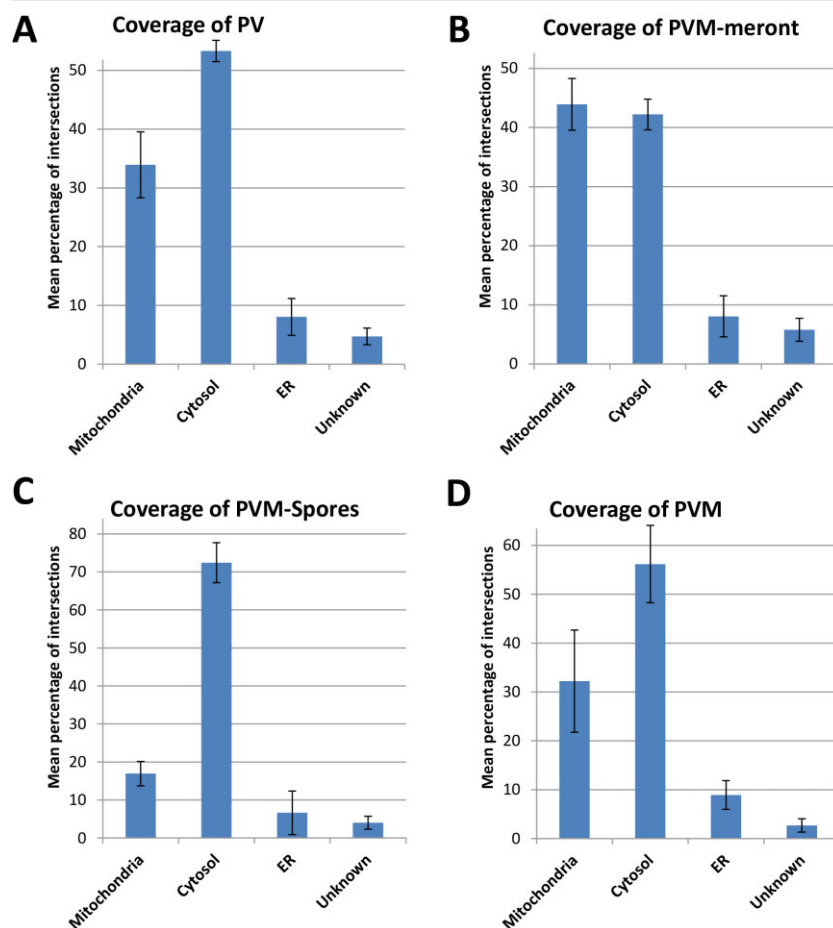 A
Coverage of PV
Mean percentage of intersections
50
40
30
20
10
0
Mitochondria
Cytosol
ER
Unknown
B
Coverage of PVM-meront
Mean percentage of intersections
50
40
30
20
10
0
Mitochondria
Cytosol
ER
Unknown
C
Coverage of PVM-Spores
Mean percentage of intersections
80
70
60
50
40
30
20
10
0
Mitochondria
Cytosol
ER
Unknown
D
Coverage of PVM
Mean percentage of intersections
60
50
40
30
20
10
0
Mitochondria
Cytosol
ER
Unknown